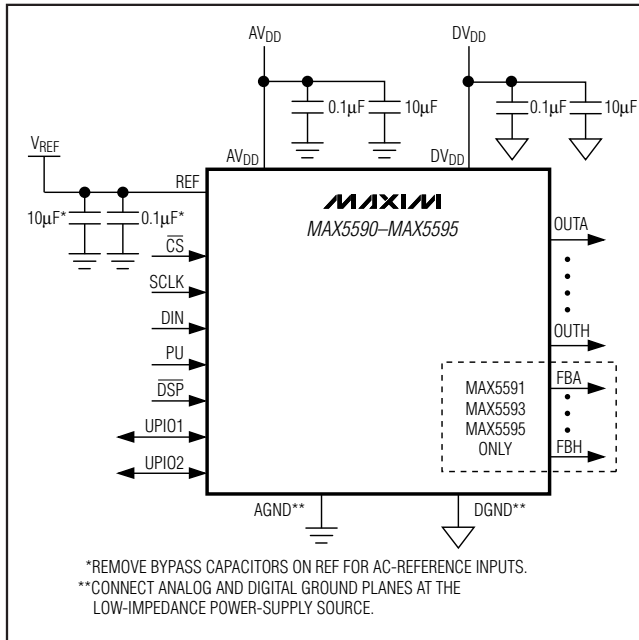 AVDD
DVDD
0.1µF
10µF
0.1µF
10µF
VREF
AVDD
DVDD
REF
MAXIM
MAX5590–MAX5595
10µF*
0.1µF*
CS
OUTA
SCLK
DIN
OUTH
PU
FBA
DSP
MAX5591
MAX5593
MAX5595
ONLY
UPIO1
FBH
UPIO2
AGND**
DGND**
*REMOVE BYPASS CAPACITORS ON REF FOR AC-REFERENCE INPUTS.
**CONNECT ANALOG AND DIGITAL GROUND PLANES AT THE
LOW-IMPEDANCE POWER-SUPPLY SOURCE.